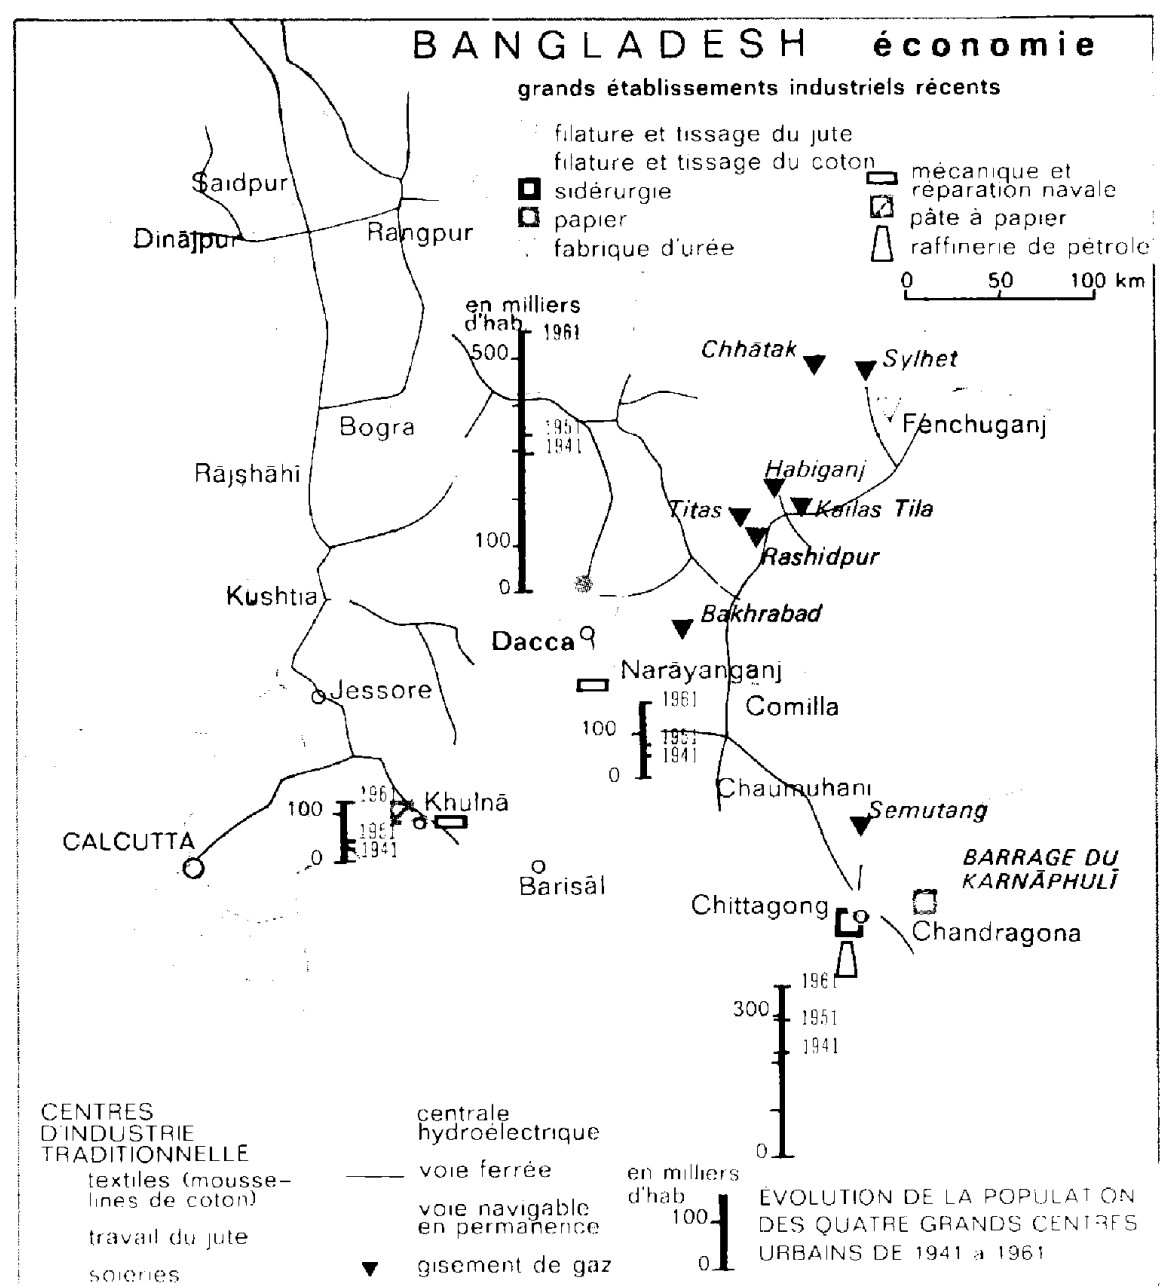 BANGLADESH économie
grands établissements industriels récents
filature et tissage du jute
filature et tissage du coton
sidérurgie
papier
fabrique d'urée
mécanique et
réparation navale
pâte à papier
raffinerie de pétrole
0 50 100 km
Saidpur
Dinājpur
Rangpur
en milliers
d'hab
1961
500
1951
1941
100
0
Chhātak
Sylhet
Fenchuganj
Bogra
Rājshāhī
Habiganj
Titas
Kailas Tila
Rashidpur
Kushtia
Bakhrabad
Dacca
Narāyanganj
Jessore
1961
100
1951
1941
0
Comilla
Chaumuhani
Semutang
1961
100
1951
1941
0
Khulnā
CALCUTTA
Barisāl
BARRAGE DU
KARNĀPHULĪ
Chittagong
Chandragona
1961
300
1951
1941
0
CENTRES
D'INDUSTRIE
TRADITIONNELLE
textiles (mousse-
lines de coton)
travail du jute
soieries
centrale
hydroélectrique
voie ferrée
voie navigable
en permanence
gisement de gaz
en milliers
d'hab
100
0
ÉVOLUTION DE LA POPULATION
DES QUATRE GRANDS CENTRES
URBAINS DE 1941 à 1961